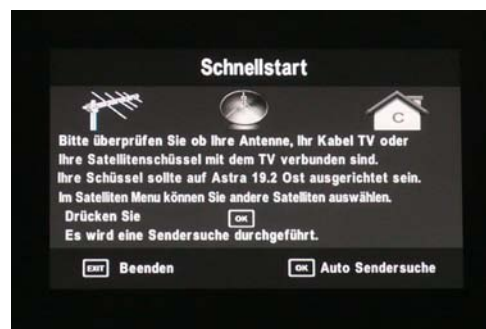 Schnellstart
C
Bitte überprüfen Sie ob Ihre Antenne, Ihr Kabel TV oder
Ihre Satellitenschüssel mit dem TV verbunden sind.
Ihre Schüssel sollte auf Astra 19.2 Ost ausgerichtet sein.
Im Satelliten Menu können Sie andere Satelliten auswählen.
Drücken Sie OK
Es wird eine Sendersuche durchgeführt.
EXIT Beenden OK Auto Sendersuche